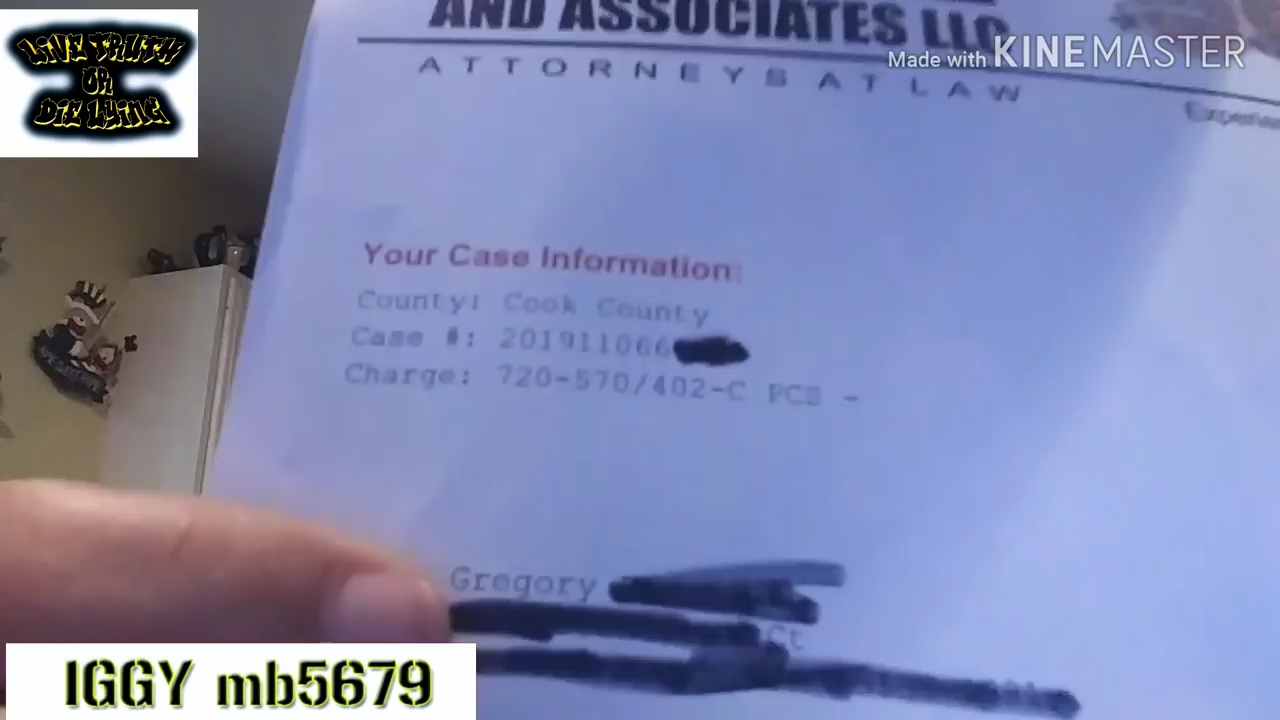 LIVE TRUTH
OR
DIE LYING
AND ASSOCIATES LLC
Made with KINEMASTER
ATTORNEYS AT LAW
Your Case Information:
County: Cook County
Case #: 201911066
Charge: 720-570/402-C PCS -
Gregory
Ct
IGGY mb5679